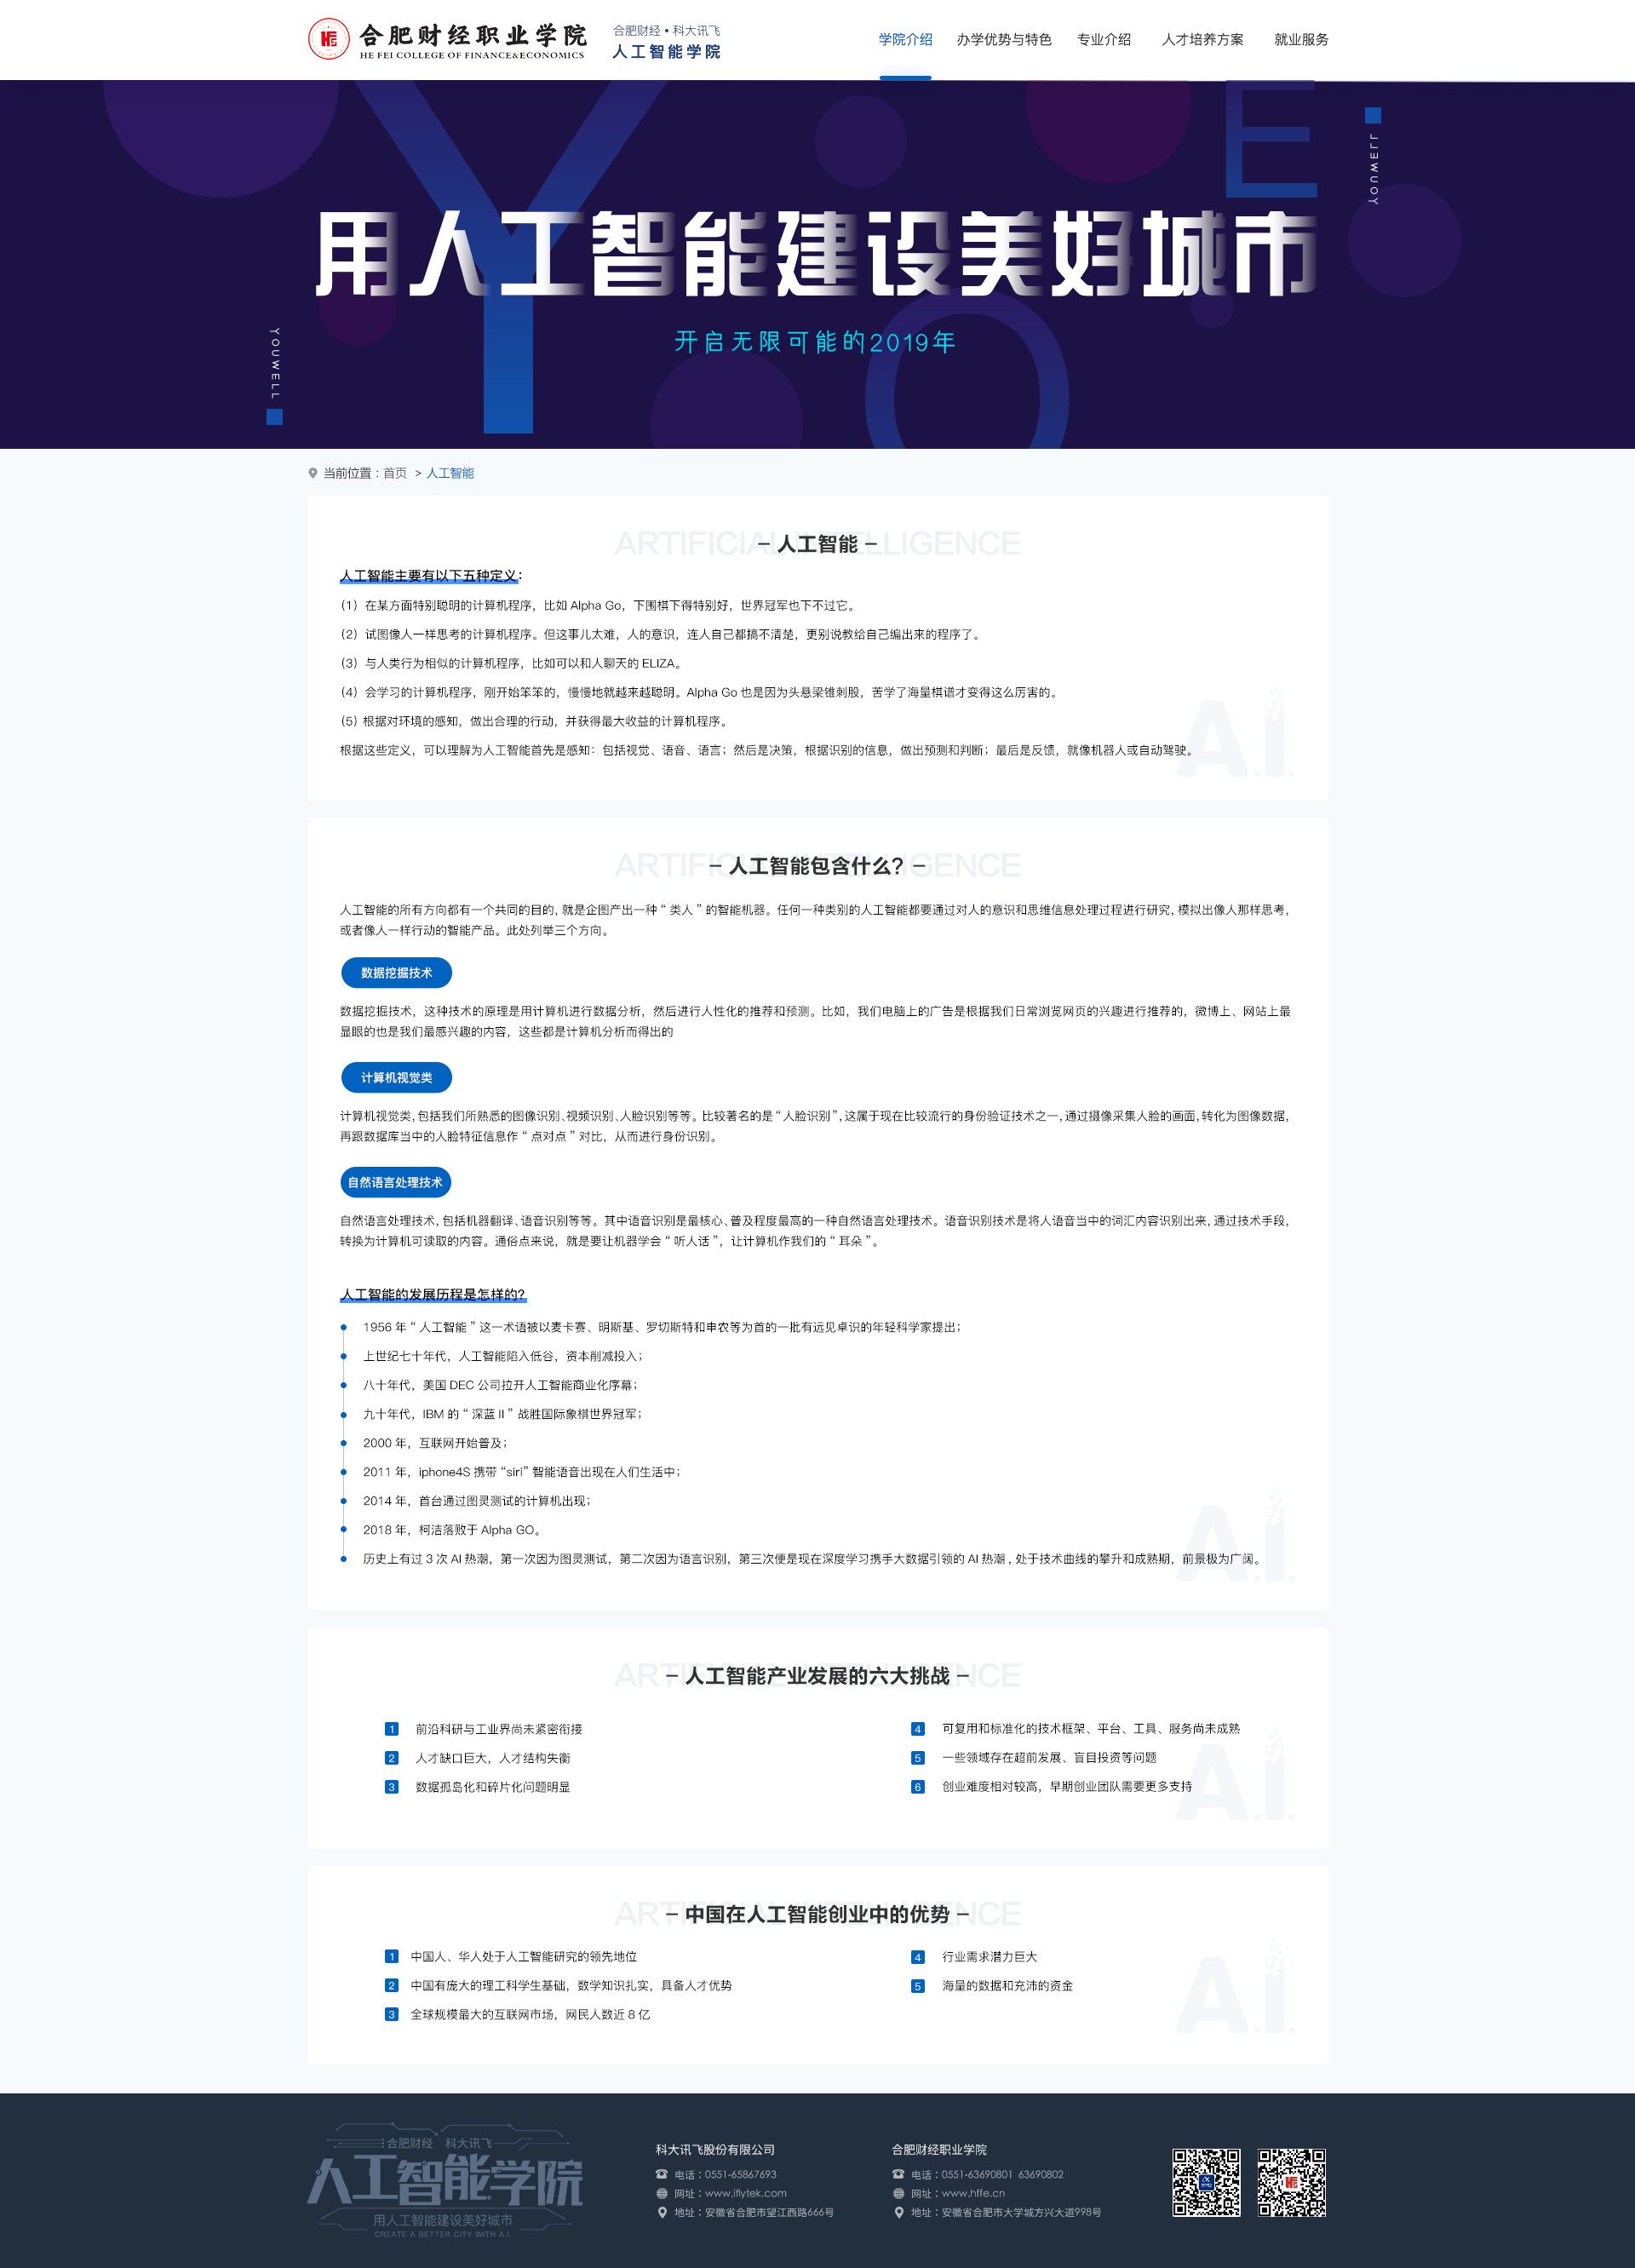 合肥财经职业学院
HE FEI COLLEGE OF FINANCE&ECONOMICS
合肥财经•科大讯飞
人工智能学院
学院介绍 办学优势与特色 专业介绍 人才培养方案 就业服务
Y
E
O
YOUWELL
用人工智能建设美好城市
开启无限可能的2019年
YOUWELL
当前位置：首页 > 人工智能
ARTIFICIAL INTELLIGENCE
– 人工智能 –
人工智能主要有以下五种定义：
（1）在某方面特别聪明的计算机程序，比如 Alpha Go，下围棋下得特别好，世界冠军也下不过它。
（2）试图像人一样思考的计算机程序。但这事儿太难，人的意识，连人自己都搞不清楚，更别说教给自己编出来的程序了。
（3）与人类行为相似的计算机程序，比如可以和人聊天的 ELIZA。
（4）会学习的计算机程序，刚开始笨笨的，慢慢地就越来越聪明。Alpha Go 也是因为头悬梁锥刺股，苦学了海量棋谱才变得这么厉害的。
（5）根据对环境的感知，做出合理的行动，并获得最大收益的计算机程序。
根据这些定义，可以理解为人工智能首先是感知：包括视觉、语音、语言；然后是决策，根据识别的信息，做出预测和判断；最后是反馈，就像机器人或自动驾驶。
A.I.
ARTIFICIAL INTELLIGENCE
– 人工智能包含什么？ –
人工智能的所有方向都有一个共同的目的，就是企图产出一种“ 类人 ”的智能机器。任何一种类别的人工智能都要通过对人的意识和思维信息处理过程进行研究，模拟出像人那样思考，
或者像人一样行动的智能产品。此处列举三个方向。
数据挖掘技术
数据挖掘技术，这种技术的原理是用计算机进行数据分析，然后进行人性化的推荐和预测。比如，我们电脑上的广告是根据我们日常浏览网页的兴趣进行推荐的，微博上、网站上最
显眼的也是我们最感兴趣的内容，这些都是计算机分析而得出的
计算机视觉类
计算机视觉类，包括我们所熟悉的图像识别、视频识别、人脸识别等等。比较著名的是“人脸识别”，这属于现在比较流行的身份验证技术之一，通过摄像采集人脸的画面，转化为图像数据，
再跟数据库当中的人脸特征信息作“ 点对点 ”对比，从而进行身份识别。
自然语言处理技术
自然语言处理技术，包括机器翻译、语音识别等等。其中语音识别是最核心、普及程度最高的一种自然语言处理技术。语音识别技术是将人语音当中的词汇内容识别出来，通过技术手段，
转换为计算机可读取的内容。通俗点来说，就是要让机器学会“ 听人话 ”，让计算机作我们的“ 耳朵 ”。
人工智能的发展历程是怎样的？
1956 年“ 人工智能 ”这一术语被以麦卡赛、明斯基、罗切斯特和申农等为首的一批有远见卓识的年轻科学家提出；
上世纪七十年代，人工智能陷入低谷，资本削减投入；
八十年代，美国 DEC 公司拉开人工智能商业化序幕；
九十年代，IBM 的“ 深蓝 II ”战胜国际象棋世界冠军；
2000 年，互联网开始普及；
2011 年，iphone4S 携带“siri”智能语音出现在人们生活中；
2014 年，首台通过图灵测试的计算机出现；
2018 年，柯洁落败于 Alpha GO。
历史上有过 3 次 AI 热潮，第一次因为图灵测试，第二次因为语言识别，第三次便是现在深度学习携手大数据引领的 AI 热潮 , 处于技术曲线的攀升和成熟期，前景极为广阔。
A.I.
ARTIFICIAL INTELLIGENCE
– 人工智能产业发展的六大挑战 –
1 前沿科研与工业界尚未紧密衔接
2 人才缺口巨大，人才结构失衡
3 数据孤岛化和碎片化问题明显
4 可复用和标准化的技术框架、平台、工具、服务尚未成熟
5 一些领域存在超前发展、盲目投资等问题
6 创业难度相对较高，早期创业团队需要更多支持
A.I.
ARTIFICIAL INTELLIGENCE
– 中国在人工智能创业中的优势 –
1 中国人、华人处于人工智能研究的领先地位
2 中国有庞大的理工科学生基础，数学知识扎实，具备人才优势
3 全球规模最大的互联网市场，网民人数近 8 亿
4 行业需求潜力巨大
5 海量的数据和充沛的资金
A.I.
合肥财经 科大讯飞
人工智能学院
用人工智能建设美好城市
CREATE A BETTER CITY WITH A.I.
科大讯飞股份有限公司
电话：0551-65867693
网址：www.iflytek.com
地址：安徽省合肥市望江西路666号
合肥财经职业学院
电话：0551-63690801 63690802
网址：www.hffe.cn
地址：安徽省合肥市大学城方兴大道998号